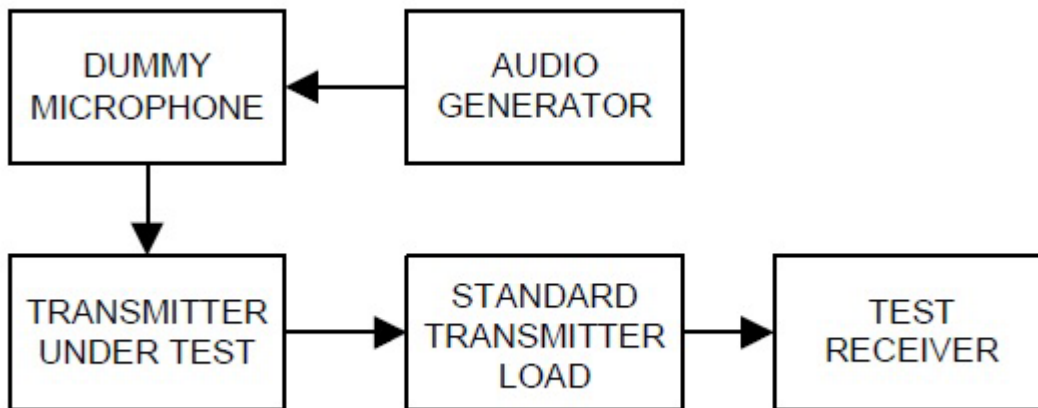 DUMMY
MICROPHONE
AUDIO
GENERATOR
TRANSMITTER
UNDER TEST
STANDARD
TRANSMITTER
LOAD
TEST
RECEIVER